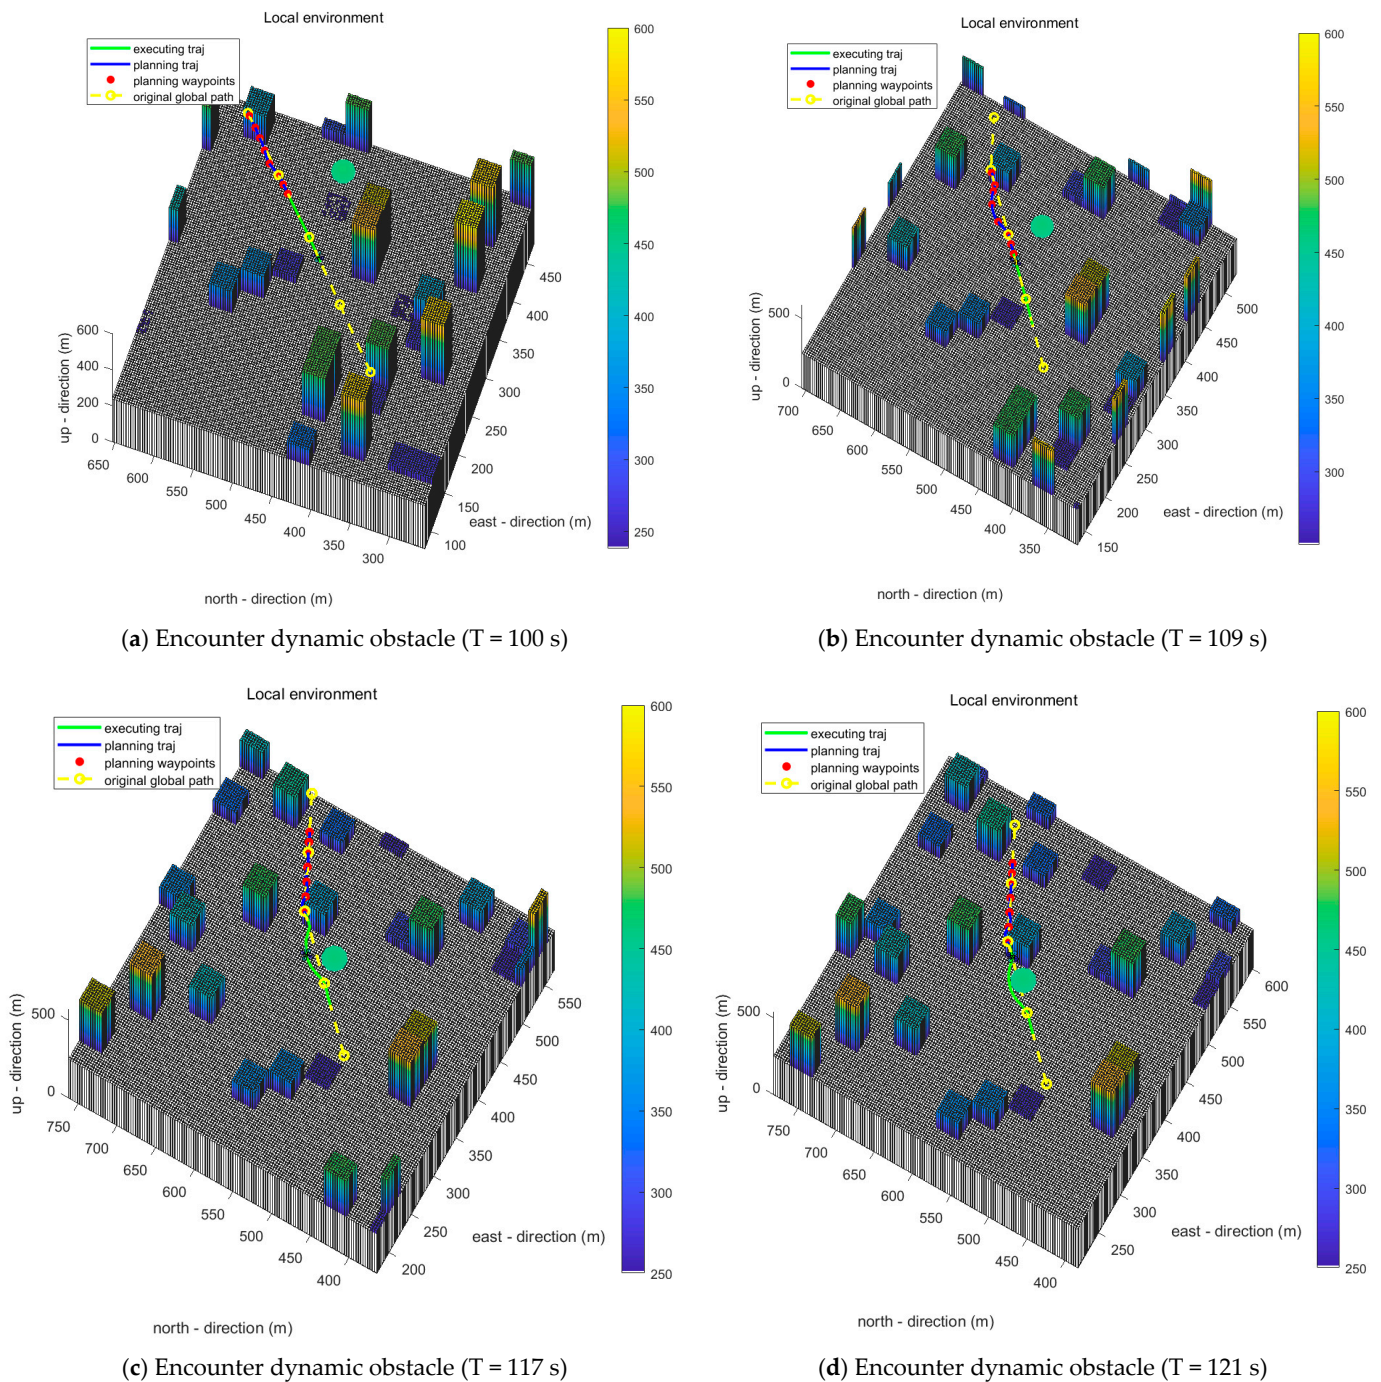 Local environment
executing traj
planning traj
planning waypoints
original global path
600
550
500
450
400
350
300
250
up - direction (m)
600
400
200
0
650
600
550
500
450
400
350
300
north - direction (m)
100
150
200
250
300
350
400
450
east - direction (m)
(a) Encounter dynamic obstacle (T = 100 s)
Local environment
executing traj
planning traj
planning waypoints
original global path
600
550
500
450
400
350
300
up - direction (m)
500
0
700
650
600
550
500
450
400
350
north - direction (m)
150
200
250
300
350
400
450
500
east - direction (m)
(b) Encounter dynamic obstacle (T = 109 s)
Local environment
executing traj
planning traj
planning waypoints
original global path
600
550
500
450
400
350
300
250
up - direction (m)
500
0
750
700
650
600
550
500
450
400
north - direction (m)
200
250
300
350
400
450
500
550
east - direction (m)
(c) Encounter dynamic obstacle (T = 117 s)
Local environment
executing traj
planning traj
planning waypoints
original global path
600
550
500
450
400
350
300
250
up - direction (m)
500
0
750
700
650
600
550
500
450
400
north - direction (m)
250
300
350
400
450
500
550
600
east - direction (m)
(d) Encounter dynamic obstacle (T = 121 s)